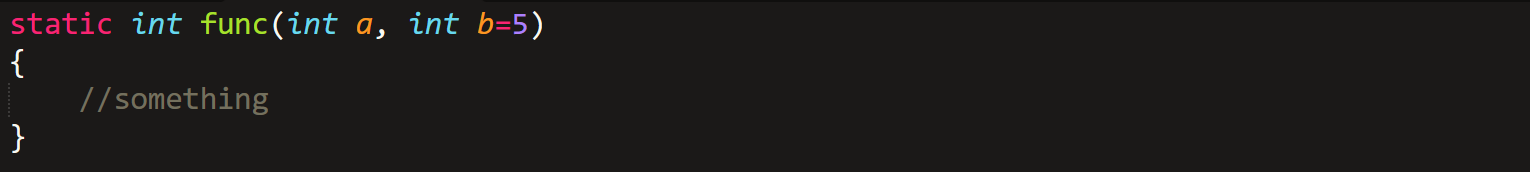 static int func(int a, int b=5)
{
    //something
}